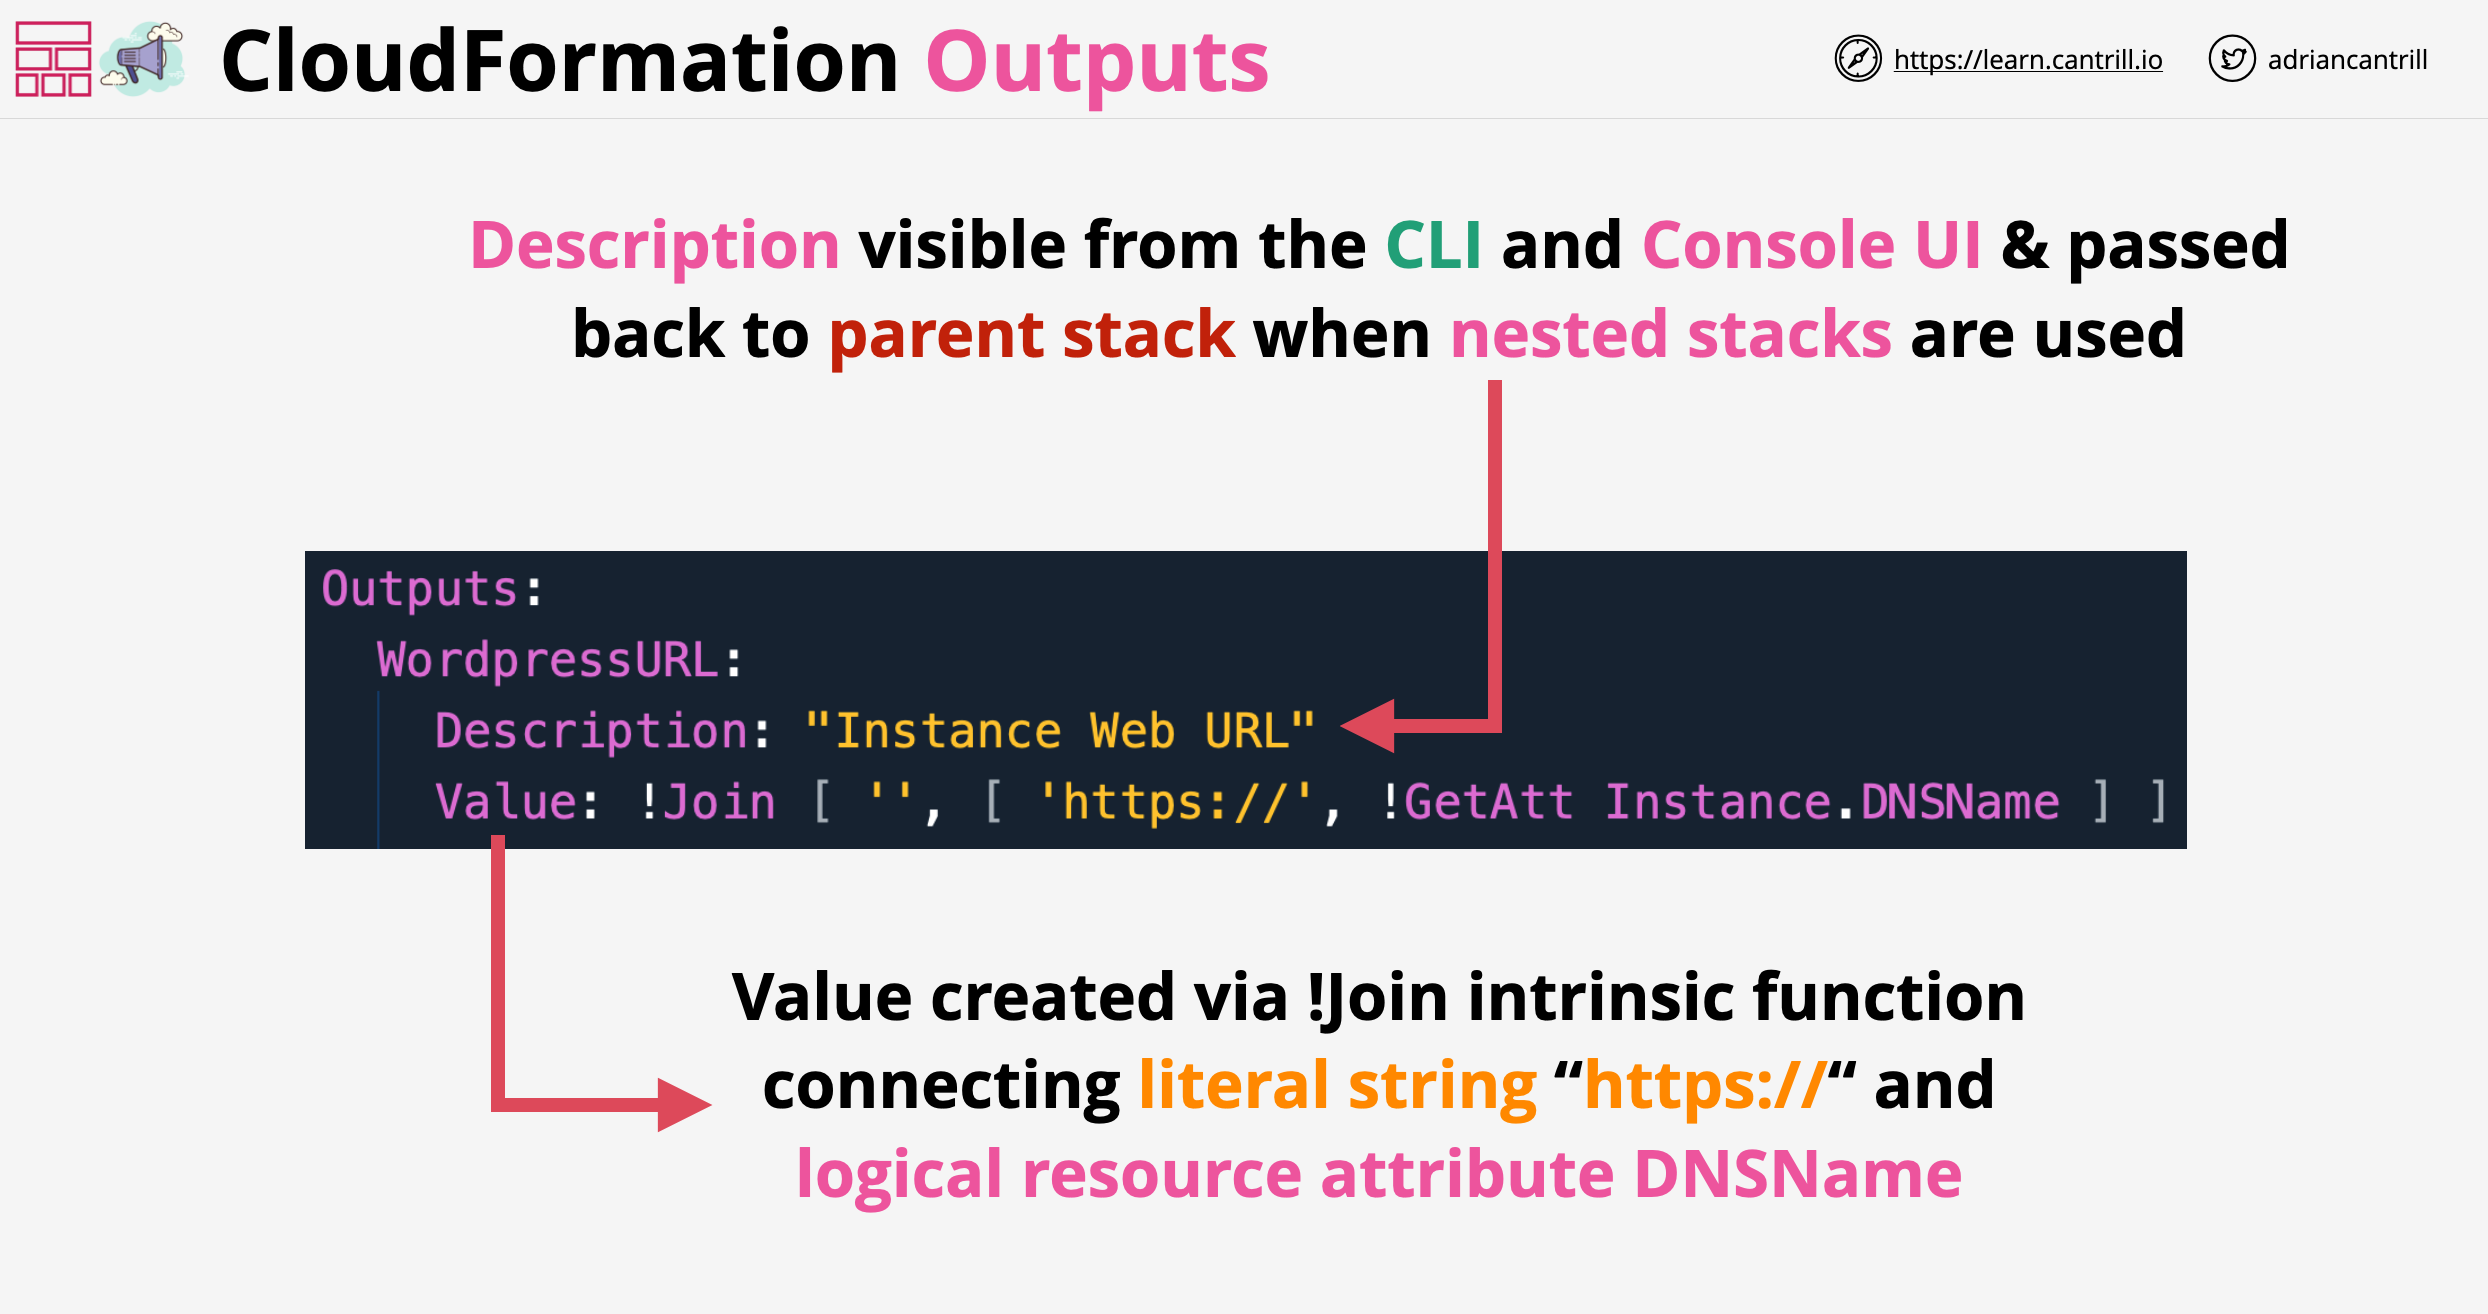 CloudFormation Outputs
https://learn.cantrill.io
adriancantrill
Description visible from the CLI and Console UI & passed
back to parent stack when nested stacks are used
Outputs:
WordpressURL:
Description: "Instance Web URL"
Value: !Join [ '', [ 'https://', !GetAtt Instance.DNSName ] ]
Value created via !Join intrinsic function
connecting literal string “https://“ and
logical resource attribute DNSName